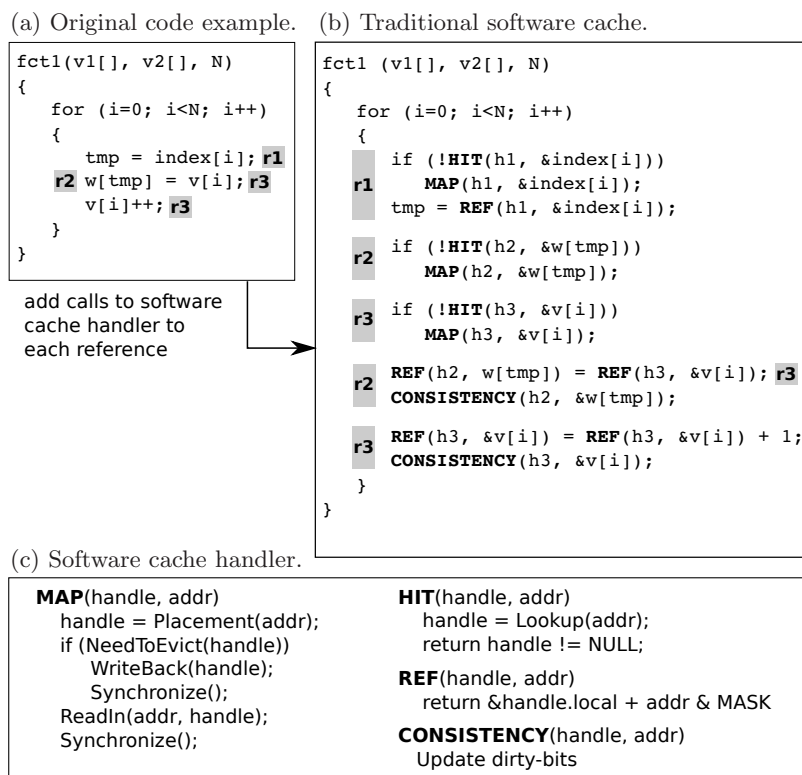 (a) Original code example.
fct1(v1[], v2[], N)
{
for (i=0; i<N; i++)
{
tmp = index[i]; r1
r2 w[tmp] = v[i]; r3
v[i]++; r3
}
}
add calls to software
cache handler to
each reference
(b) Traditional software cache.
fct1 (v1[], v2[], N)
{
for (i=0; i<N; i++)
{
if (!HIT(h1, &index[i]))
r1 MAP(h1, &index[i]);
tmp = REF(h1, &index[i]);
r2 if (!HIT(h2, &w[tmp]))
MAP(h2, &w[tmp]);
r3 if (!HIT(h3, &v[i]))
MAP(h3, &v[i]);
r2 REF(h2, w[tmp]) = REF(h3, &v[i]); r3
CONSISTENCY(h2, &w[tmp]);
r3 REF(h3, &v[i]) = REF(h3, &v[i]) + 1;
CONSISTENCY(h3, &v[i]);
}
}
(c) Software cache handler.
MAP(handle, addr)
handle = Placement(addr);
if (NeedToEvict(handle))
WriteBack(handle);
Synchronize();
ReadIn(addr, handle);
Synchronize();
HIT(handle, addr)
handle = Lookup(addr);
return handle != NULL;
REF(handle, addr)
return &handle.local + addr & MASK
CONSISTENCY(handle, addr)
Update dirty-bits